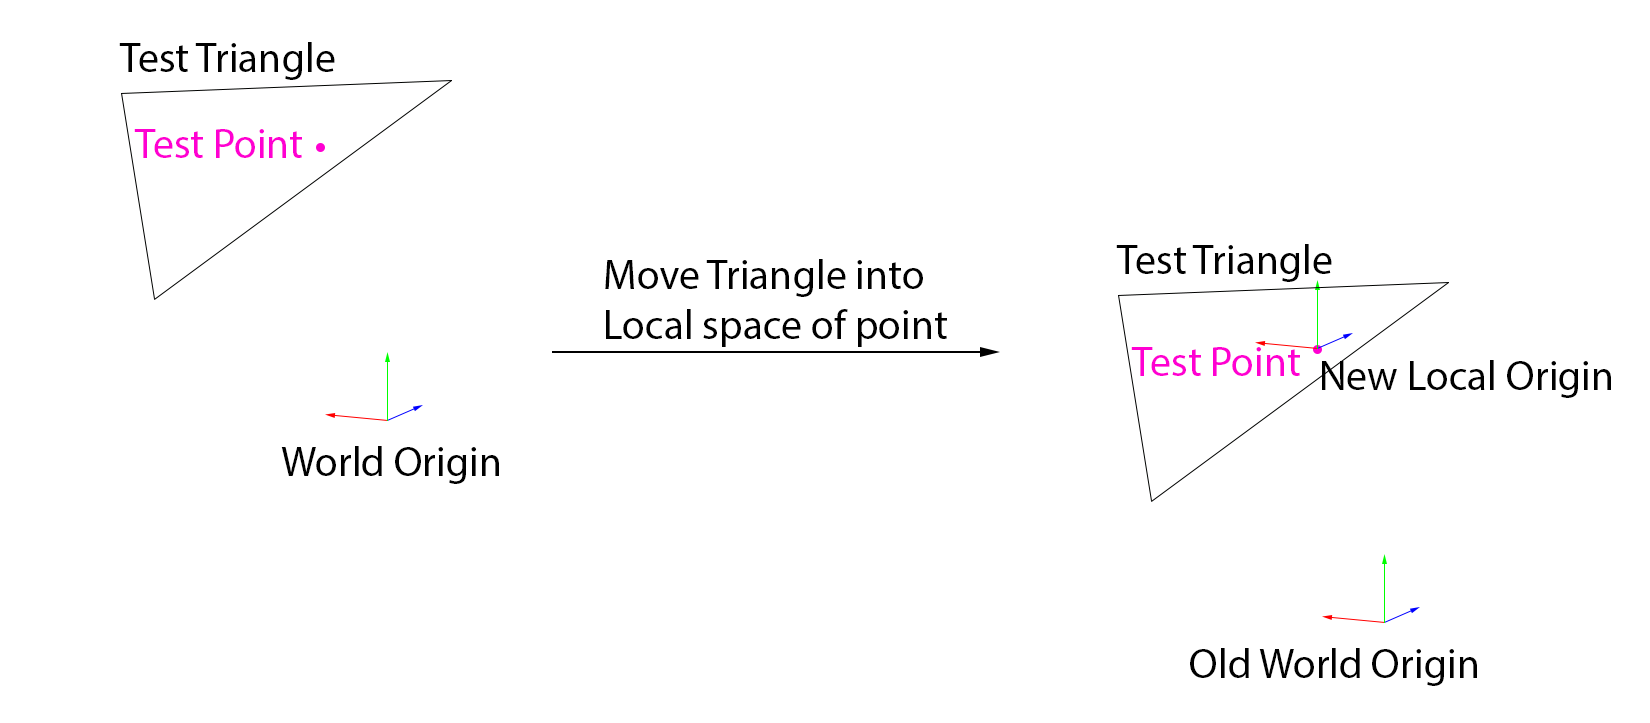 Test Triangle
Test Point
World Origin
Move Triangle into
Local space of point
Test Triangle
Test Point
New Local Origin
Old World Origin